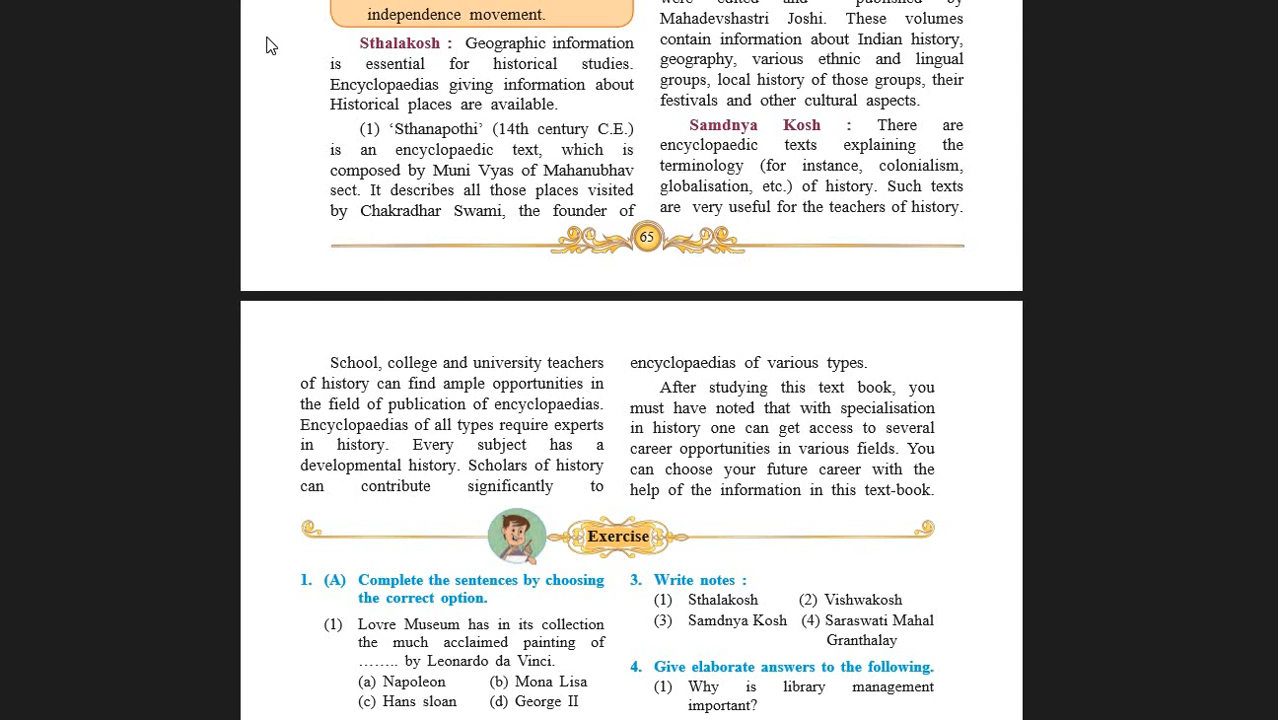 independence movement.
Sthalakosh : Geographic information
is essential for historical studies.
Encyclopaedias giving information about
Historical places are available.
(1) ‘Sthanapothi’ (14th century C.E.)
is an encyclopaedic text, which is
composed by Muni Vyas of Mahanubhav
sect. It describes all those places visited
by Chakradhar Swami, the founder of
were edited and published by
Mahadevshastri Joshi. These volumes
contain information about Indian history,
geography, various ethnic and lingual
groups, local history of those groups, their
festivals and other cultural aspects.
Samdnya Kosh : There are
encyclopaedic texts explaining the
terminology (for instance, colonialism,
globalisation, etc.) of history. Such texts
are very useful for the teachers of history.
65
School, college and university teachers
of history can find ample opportunities in
the field of publication of encyclopaedias.
Encyclopaedias of all types require experts
in history. Every subject has a
developmental history. Scholars of history
can contribute significantly to
encyclopaedias of various types.
After studying this text book, you
must have noted that with specialisation
in history one can get access to several
career opportunities in various fields. You
can choose your future career with the
help of the information in this text-book.
Exercise
1. (A) Complete the sentences by choosing
the correct option.
(1) Lovre Museum has in its collection
the much acclaimed painting of
........ by Leonardo da Vinci.
(a) Napoleon (b) Mona Lisa
(c) Hans sloan (d) George II
3. Write notes :
(1) Sthalakosh (2) Vishwakosh
(3) Samdnya Kosh (4) Saraswati Mahal
Granthalay
4. Give elaborate answers to the following.
(1) Why is library management
important?